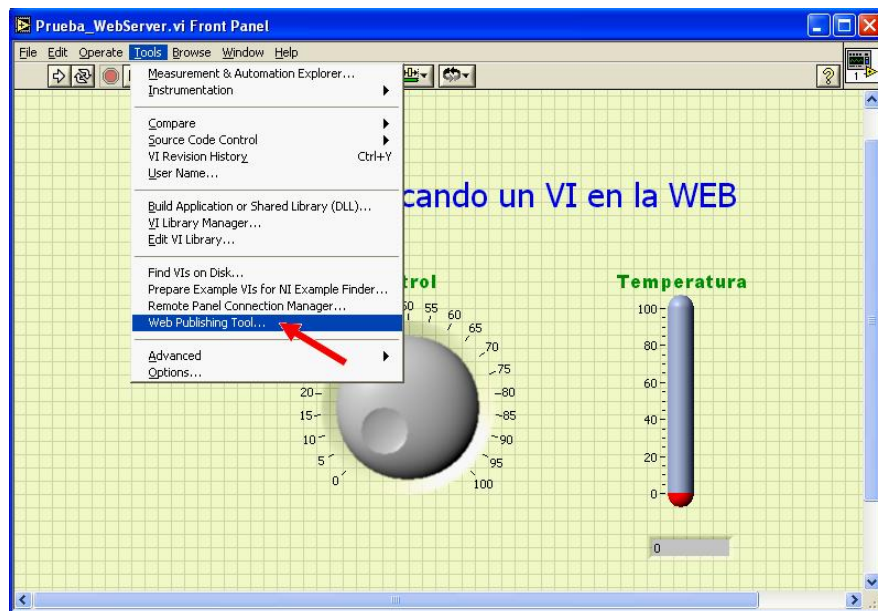 Prueba_WebServer.vi Front Panel
File Edit Operate Tools Browse Window Help
Measurement & Automation Explorer...
Instrumentation
Compare
Source Code Control
VI Revision History Ctrl+Y
User Name...
Build Application or Shared Library (DLL)...
VI Library Manager...
Edit VI Library...
Find VIs on Disk...
Prepare Example VIs for NI Example Finder...
Remote Panel Connection Manager...
Web Publishing Tool...
Advanced
Options...
? 1
cando un VI en la WEB
trol
50 55 60 65 70 75 80 85 90 95 100
20
15
10
5
0
Temperatura
100
80
60
40
20
0
0